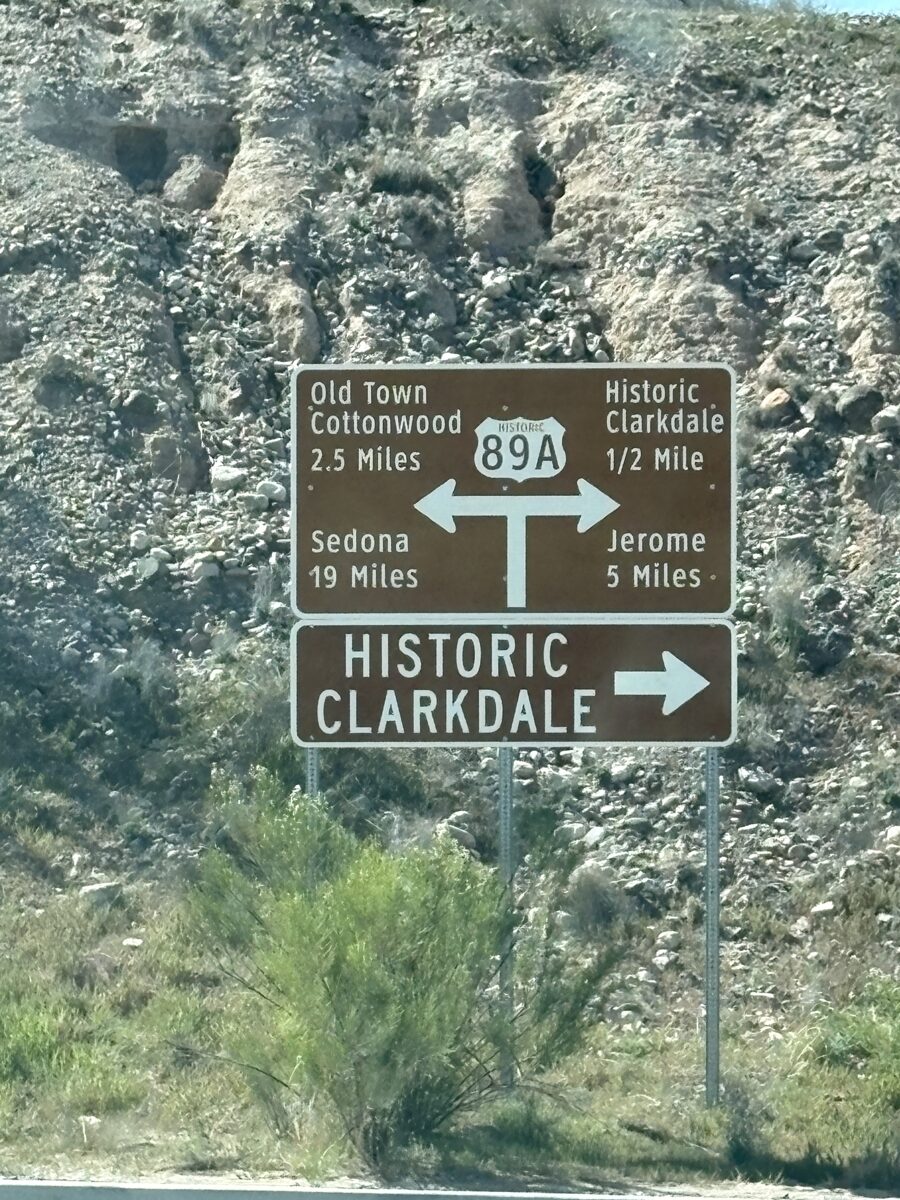 Old Town
Cottonwood
2.5 Miles
HISTORIC
89A
Historic
Clarkdale
1/2 Mile
Sedona
19 Miles
Jerome
5 Miles
HISTORIC
CLARKDALE